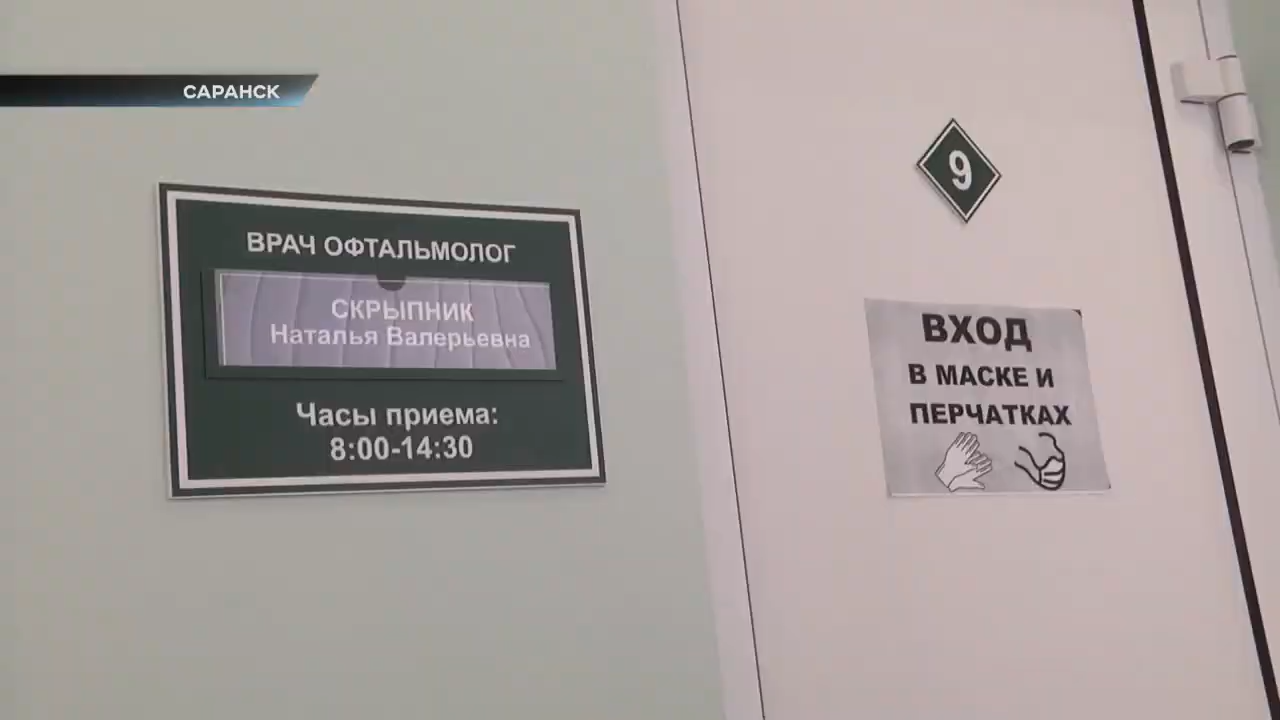 САРАНСК
ВРАЧ ОФТАЛЬМОЛОГ
СКРЫПНИК
Наталья Валерьевна
Часы приема:
8:00-14:30
9
ВХОД
В МАСКЕ И
ПЕРЧАТКАХ